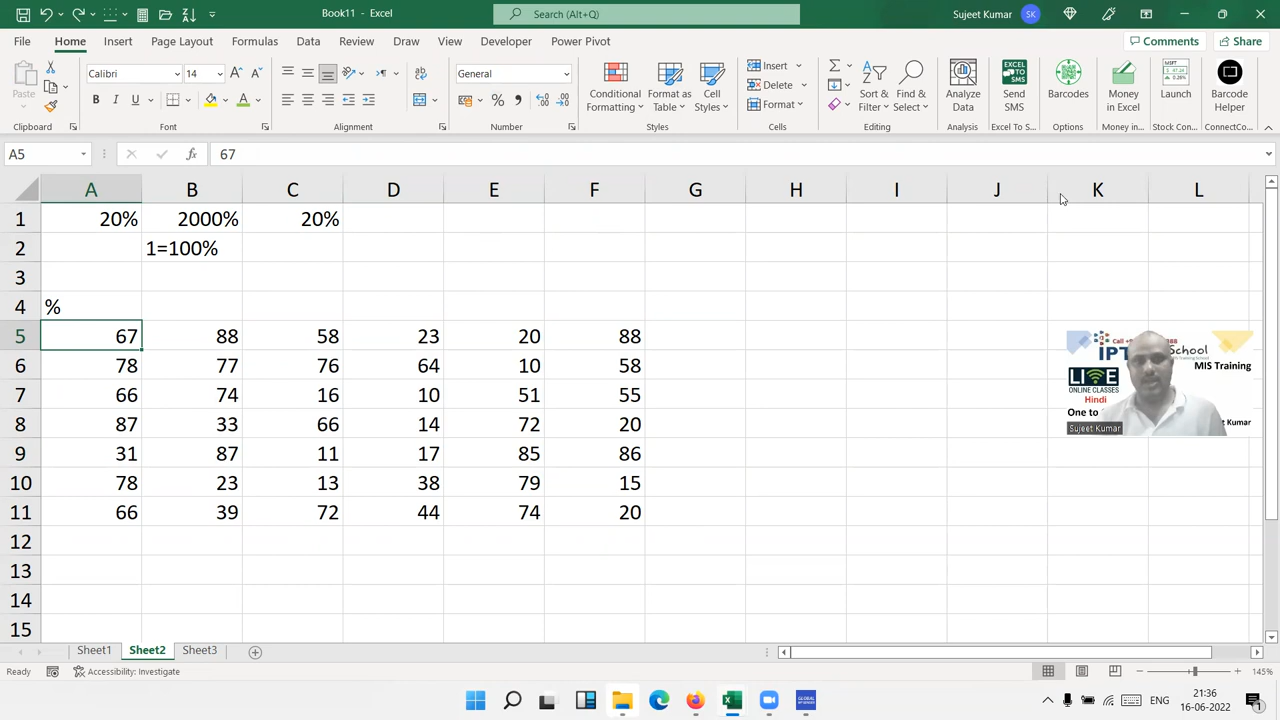 Book11 - Excel
Search (Alt+Q)
Sujeet Kumar SK
File Home Insert Page Layout Formulas Data Review View Draw Developer Power Pivot
Comments Share
Calibri 14 General
Paste
B I U
Conditional Formatting
Format as Table
Cell Styles
Insert
Delete
Format
Sort & Filter
Find & Select
Analyze Data
Send SMS
Barcodes
Money in Excel
Launch
Barcode Helper
Clipboard Font Alignment Number Styles Cells Editing Analysis Excel To S... Options Money in... Stock Con... ConnectCo...
A5 fx 67
A B C D E F G H I J K L
1 20% 2000% 20%
2 1=100%
3
4 %
5 67 88 58 23 20 88
6 78 77 76 64 10 58
7 66 74 16 10 51 55
8 87 33 66 14 72 20
9 31 87 11 17 85 86
10 78 23 13 38 79 15
11 66 39 72 44 74 20
12
13
14
15
Call
School
MIS Training
LIVE
ONLINE CLASSES
Hindi
One to
Sujeet Kumar
Sheet1 Sheet2 Sheet3
Ready Accessibility: Investigate 145%
ENG 21:36
16-06-2022